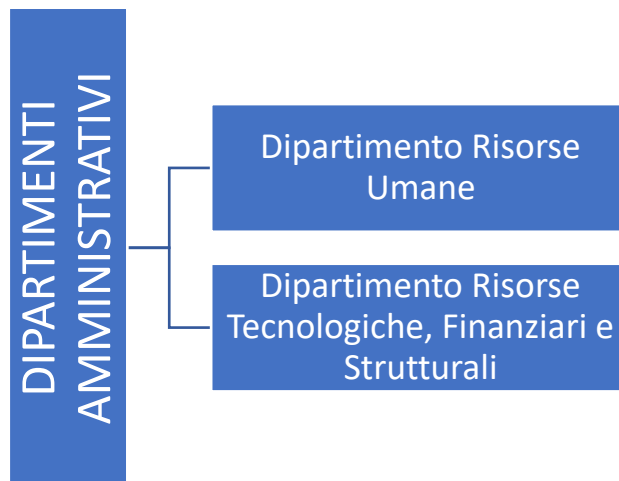 DIPARTIMENTI
AMMINISTRATIVI
Dipartimento Risorse
Umane
Dipartimento Risorse
Tecnologiche, Finanziari e
Strutturali